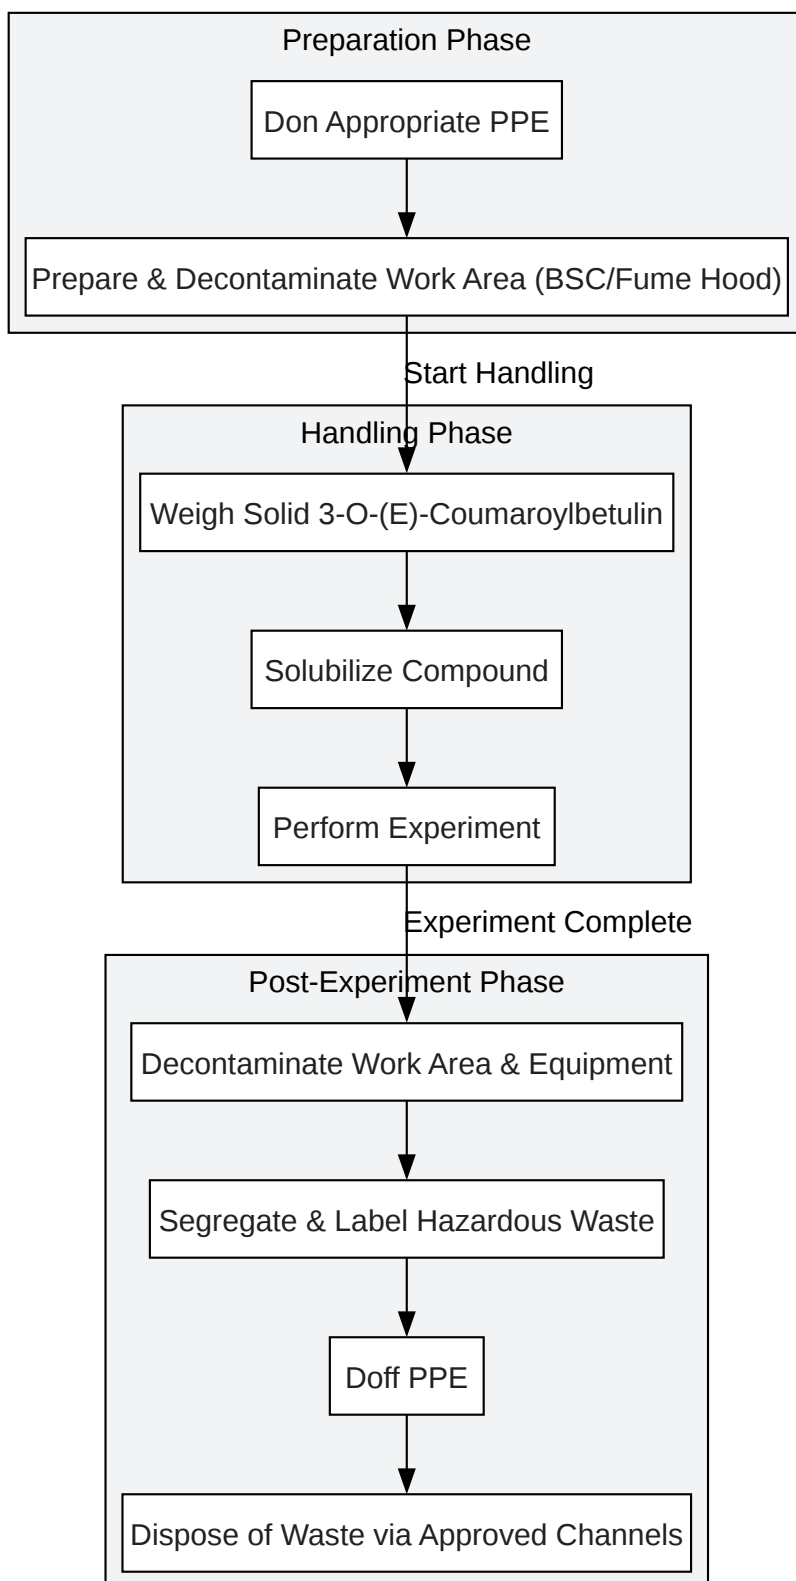 Preparation Phase
Don Appropriate PPE
Prepare & Decontaminate Work Area (BSC/Fume Hood)
Start Handling
Handling Phase
Weigh Solid 3-O-(E)-Coumaroylbetulin
Solubilize Compound
Perform Experiment
Experiment Complete
Post-Experiment Phase
Decontaminate Work Area & Equipment
Segregate & Label Hazardous Waste
Doff PPE
Dispose of Waste via Approved Channels